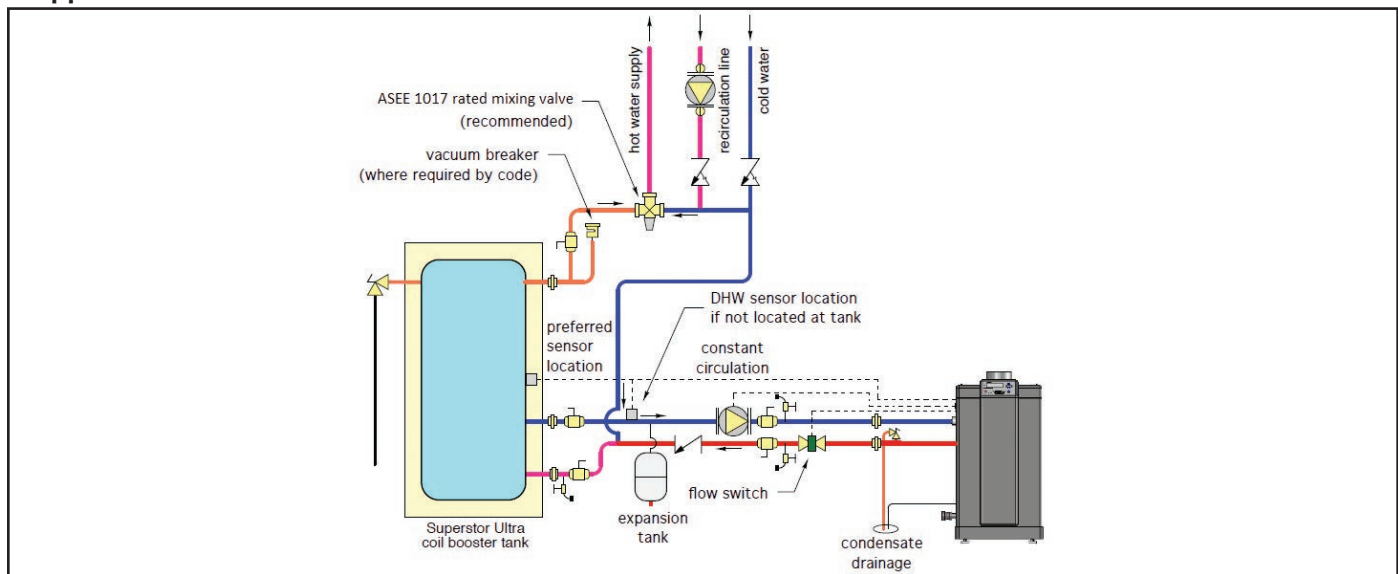 hot water supply
recirculation line
cold water
ASEE 1017 rated mixing valve
(recommended)
vacuum breaker
(where required by code)
DHW sensor location
if not located at tank
preferred
sensor
location
constant
circulation
flow switch
expansion
tank
Superstor Ultra
coil booster tank
condensate
drainage